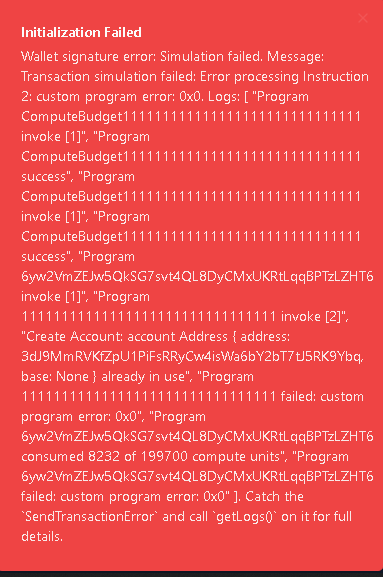 Initialization Failed
Wallet signature error: Simulation failed. Message:
Transaction simulation failed: Error processing Instruction
2: custom program error: 0x0. Logs: [ "Program
ComputeBudget111111111111111111111111111111
invoke [1]", "Program
ComputeBudget111111111111111111111111111111
success", "Program
ComputeBudget111111111111111111111111111111
invoke [1]", "Program
ComputeBudget111111111111111111111111111111
success", "Program
6yw2VmZEJw5QkSG7svt4QL8DyCMxUKRtLqqBPTzLZHT6
invoke [1]", "Program
11111111111111111111111111111111 invoke [2]",
"Create Account: account Address { address:
3dJ9MmRVKfZpU1PiFsRRyCw4isWa6bY2bT7tJ5RK9Ybq,
base: None } already in use", "Program
11111111111111111111111111111111 failed: custom
program error: 0x0", "Program
6yw2VmZEJw5QkSG7svt4QL8DyCMxUKRtLqqBPTzLZHT6
consumed 8232 of 199700 compute units", "Program
6yw2VmZEJw5QkSG7svt4QL8DyCMxUKRtLqqBPTzLZHT6
failed: custom program error: 0x0" ]. Catch the
`SendTransactionError` and call `getLogs()` on it for full
details.